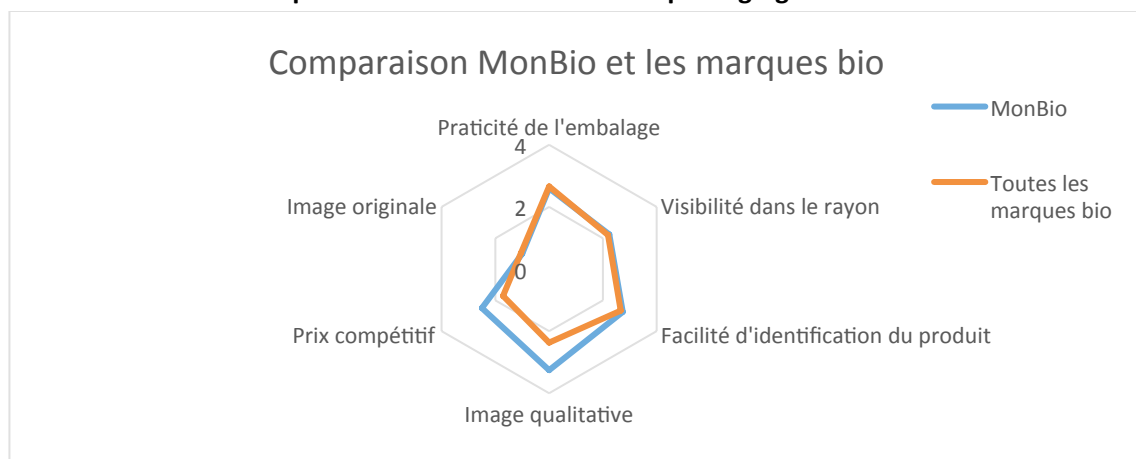 Comparaison MonBio et les marques bio
MonBio
Toutes les
marques bio
Praticité de l'embalage
4
Image originale
2
Visibilité dans le rayon
0
Prix compétitif
Facilité d'identification du produit
Image qualitative